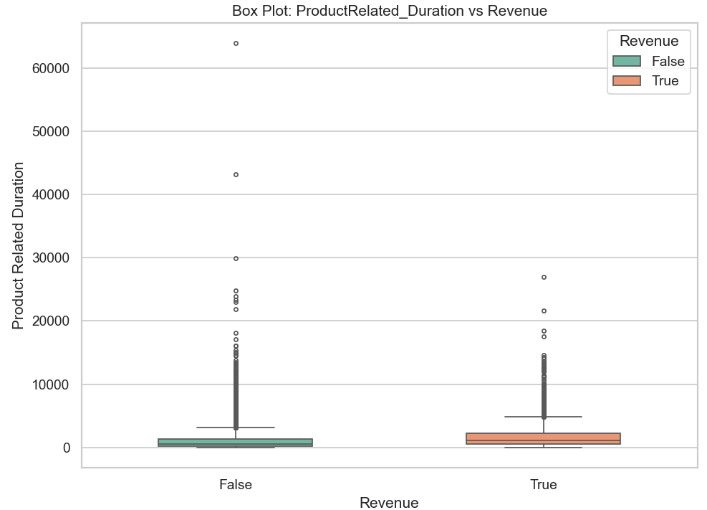 Box Plot: ProductRelated_Duration vs Revenue
Revenue
False
True
60000
50000
40000
30000
20000
10000
0
Product Related Duration
False
True
Revenue